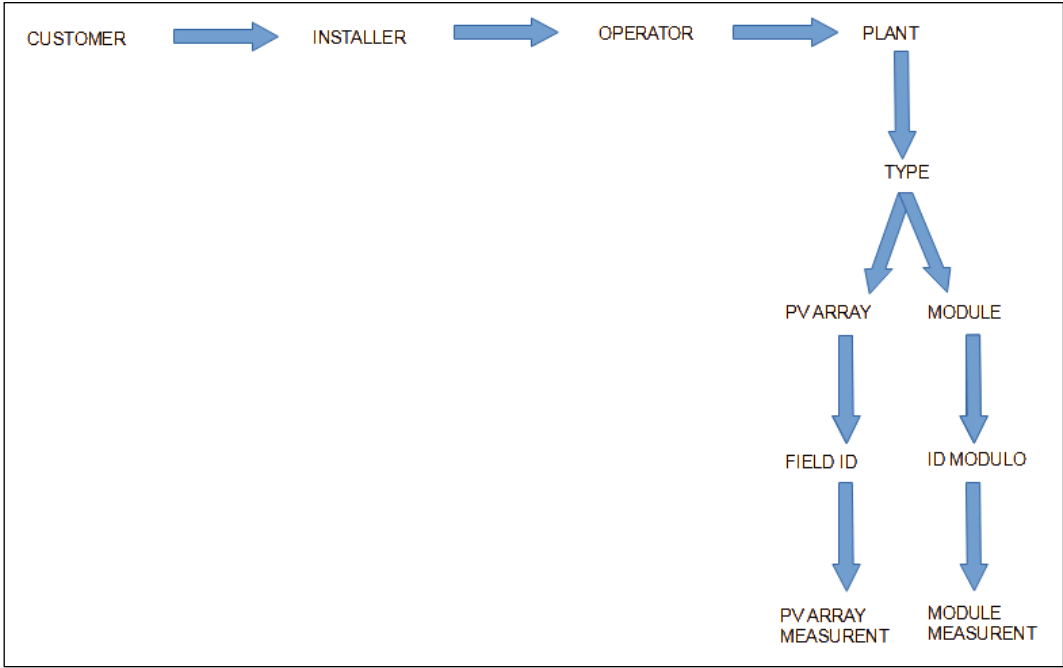 CUSTOMER
INSTALLER
OPERATOR
PLANT
TYPE
PV ARRAY
MODULE
FIELD ID
ID MODULO
PV ARRAY
MEASURENT
MODULE
MEASURENT